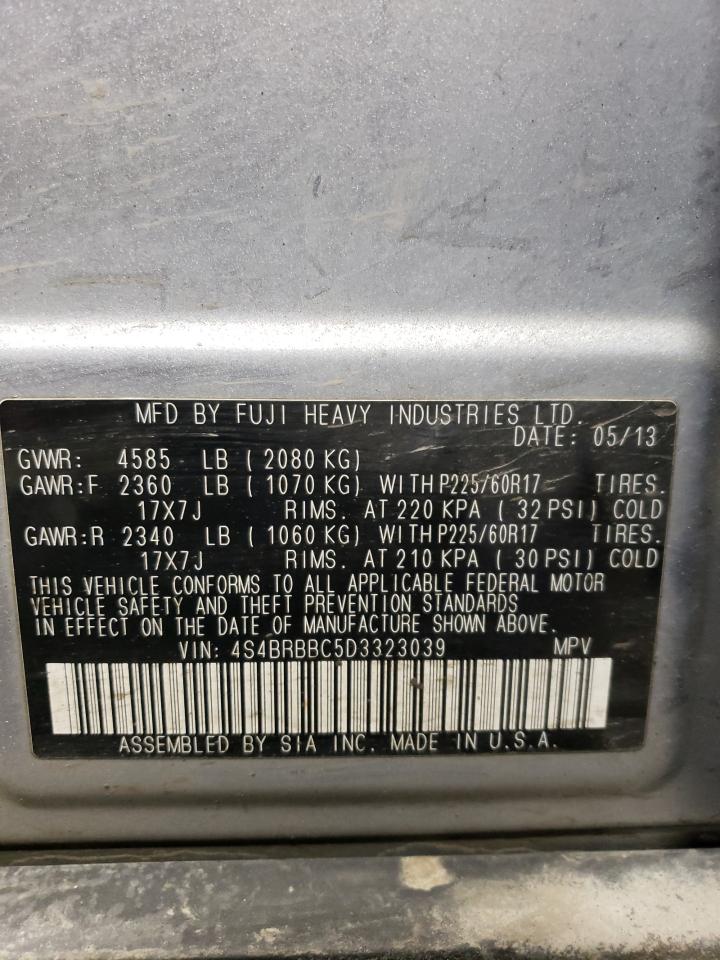 MFD BY FUJI HEAVY INDUSTRIES LTD.
DATE: 05/13
GVWR: 4585 LB ( 2080 KG)
GAWR:F 2360 LB ( 1070 KG) WITH P225/60R17 TIRES.
17X7J RIMS. AT 220 KPA ( 32 PSI) COLD
GAWR:R 2340 LB ( 1060 KG) WITH P225/60R17 TIRES.
17X7J RIMS. AT 210 KPA ( 30 PSI) COLD
THIS VEHICLE CONFORMS TO ALL APPLICABLE FEDERAL MOTOR
VEHICLE SAFETY AND THEFT PREVENTION STANDARDS
IN EFFECT ON THE DATE OF MANUFACTURE SHOWN ABOVE.
VIN: 4S4BRBBC5D3323039 MPV
ASSEMBLED BY SIA INC. MADE IN U.S.A.